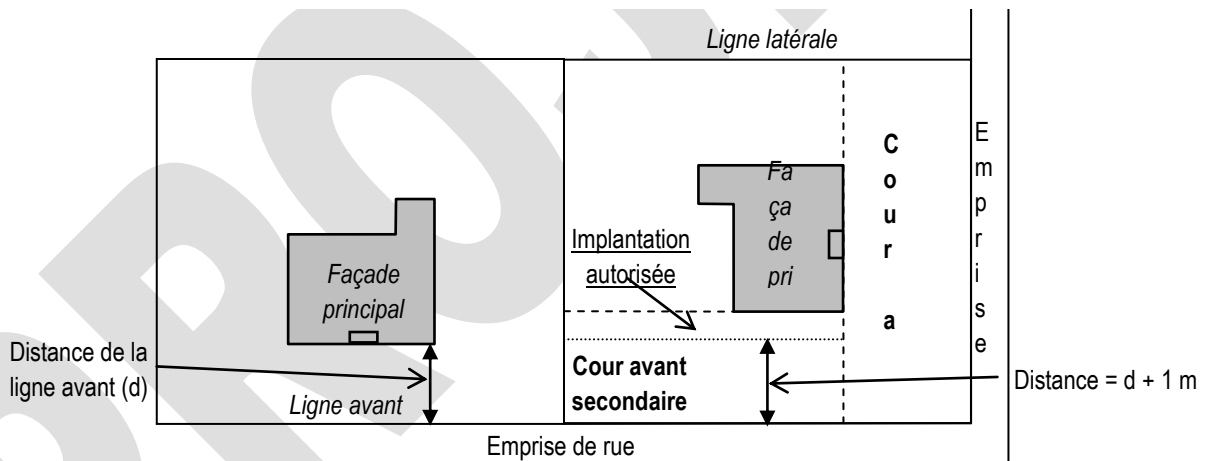 Ligne latérale
Façade
principal
Distance de la
ligne avant (d)
Ligne avant
Implantation
autorisée
Fa
ça
de
pri
C
o
u
r
a
E
m
p
r
i
s
e
Cour avant
secondaire
Distance = d + 1 m
Emprise de rue